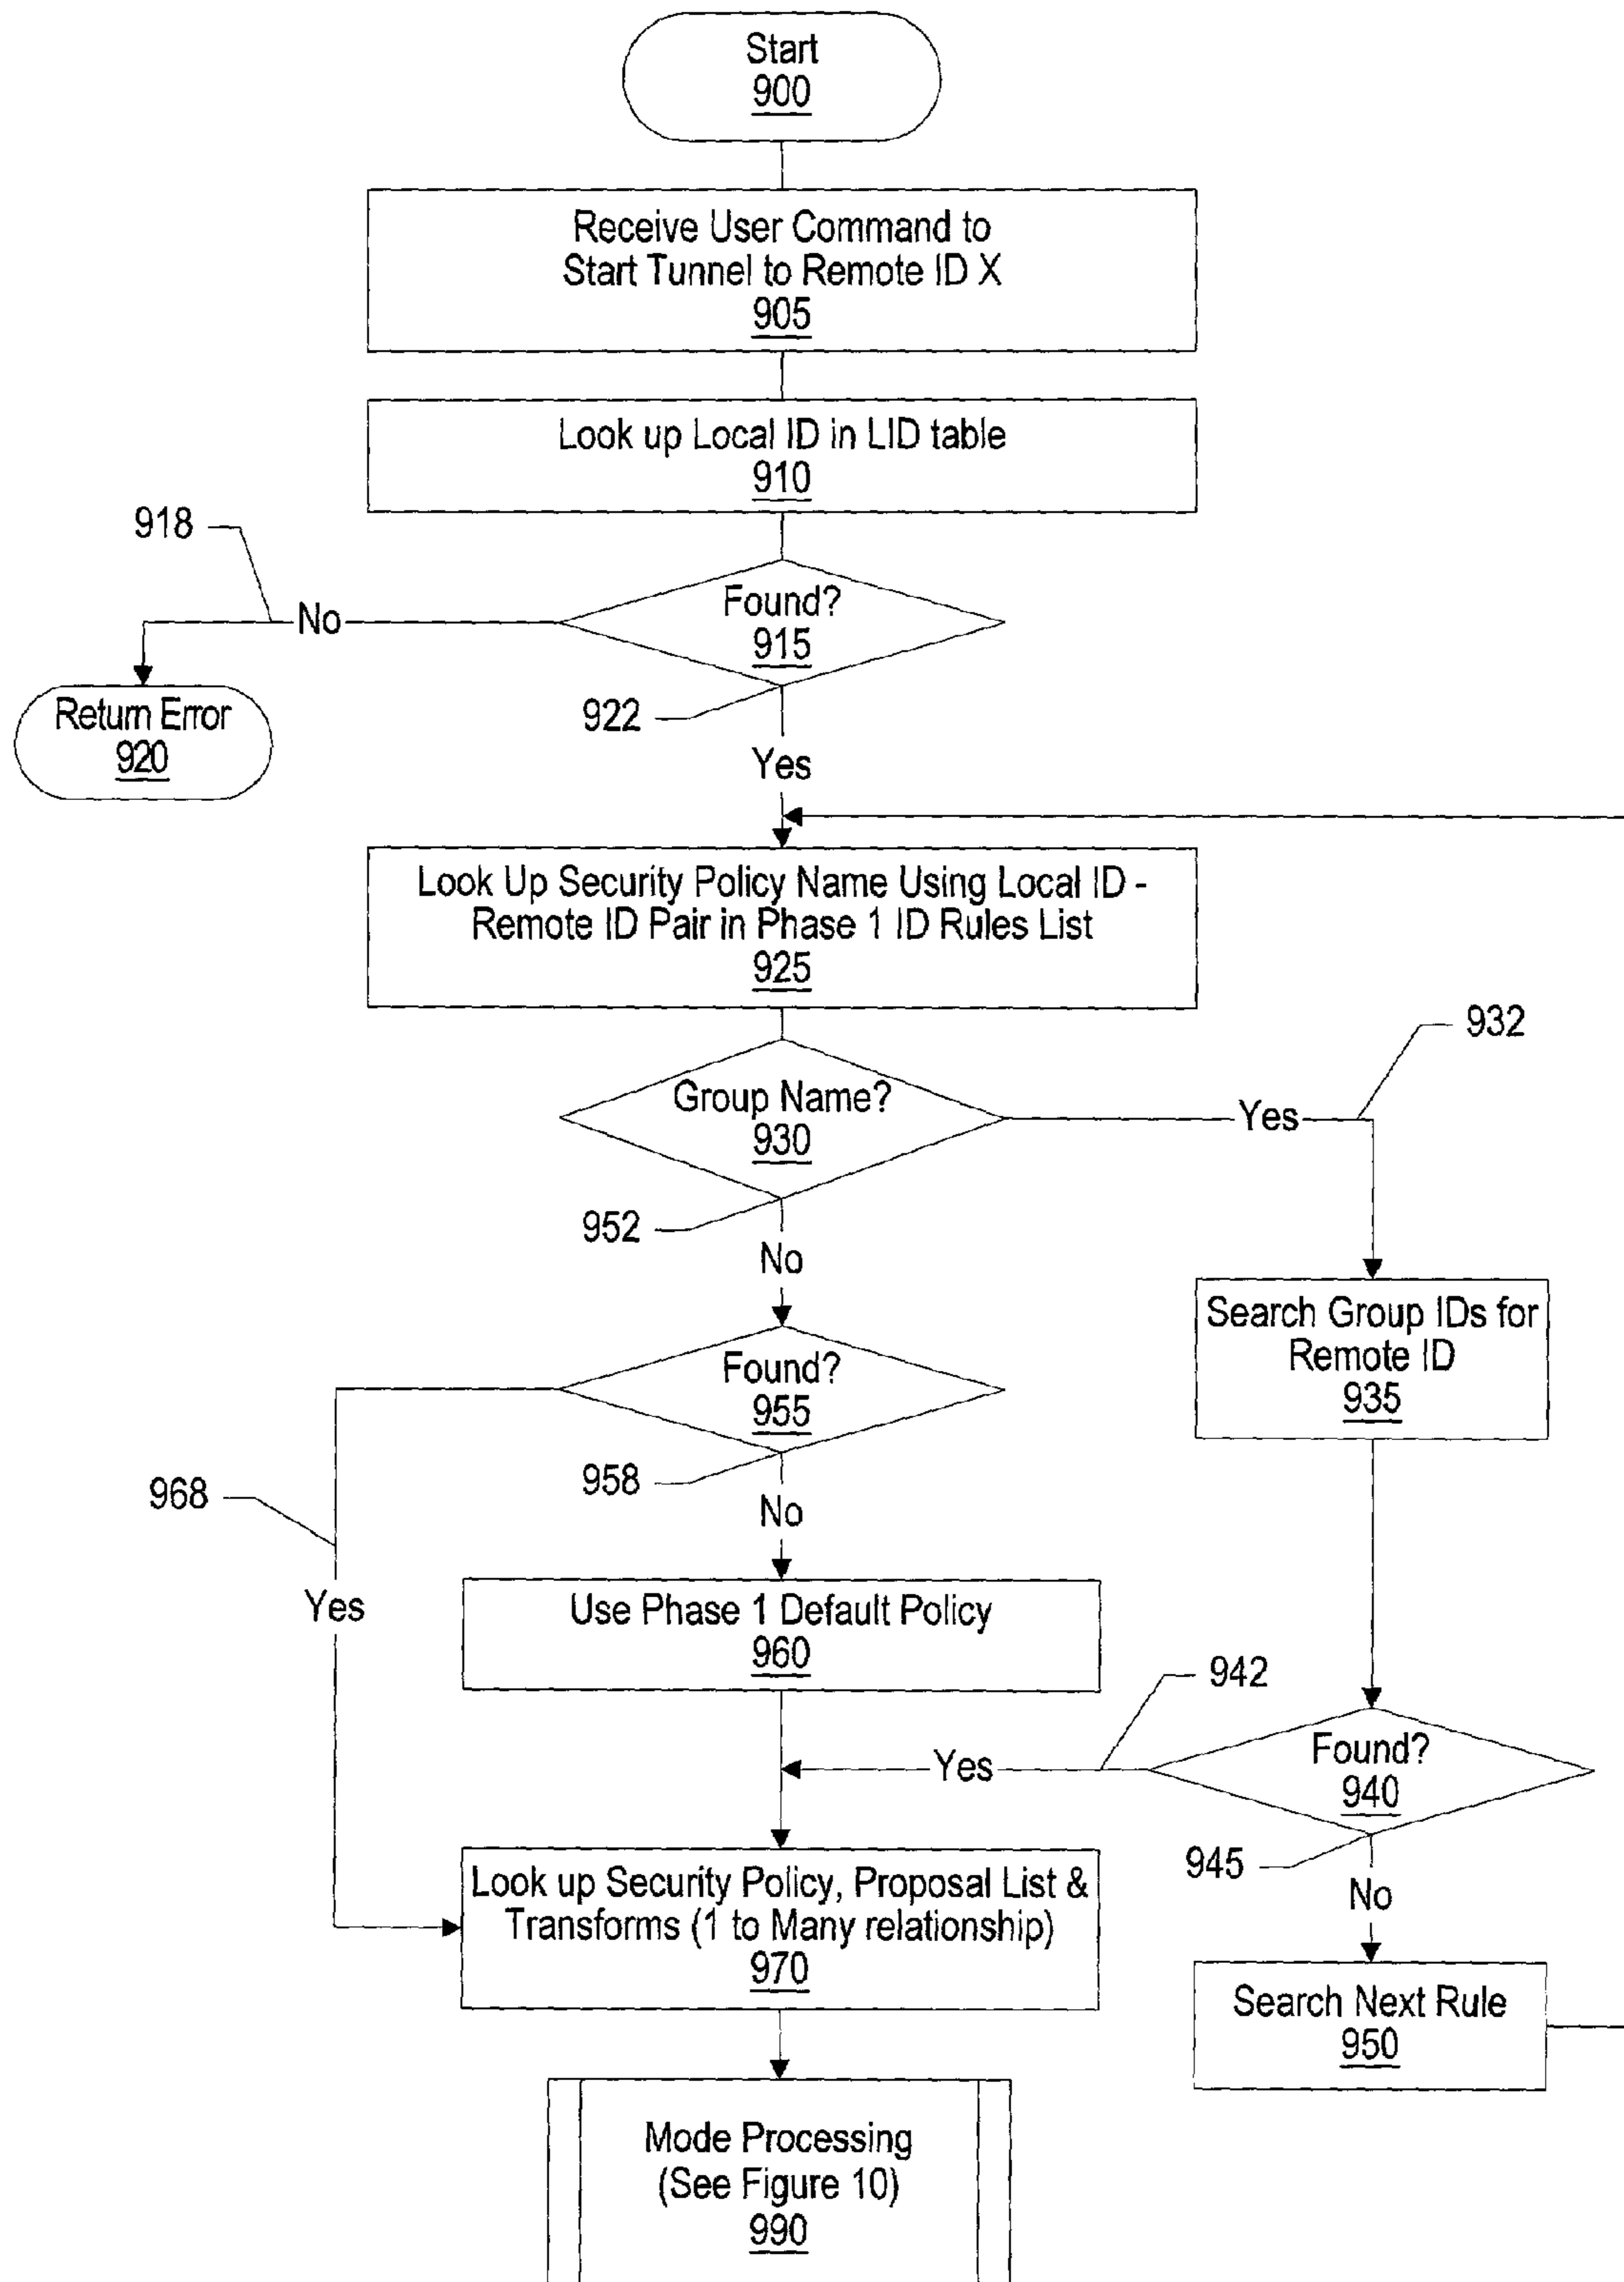 Start
900
Receive User Command to
Start Tunnel to Remote ID X
905
Look up Local ID in LID table
910
918
No
Found?
915
Return Error
920
922
Yes
Look Up Security Policy Name Using Local ID -
Remote ID Pair in Phase 1 ID Rules List
925
932
Group Name?
930
Yes
952
No
Search Group IDs for
Remote ID
935
Found?
955
958
968
No
Yes
Use Phase 1 Default Policy
960
942
Yes
Found?
940
945
No
Look up Security Policy, Proposal List &
Transforms (1 to Many relationship)
970
Search Next Rule
950
Mode Processing
(See Figure 10)
990